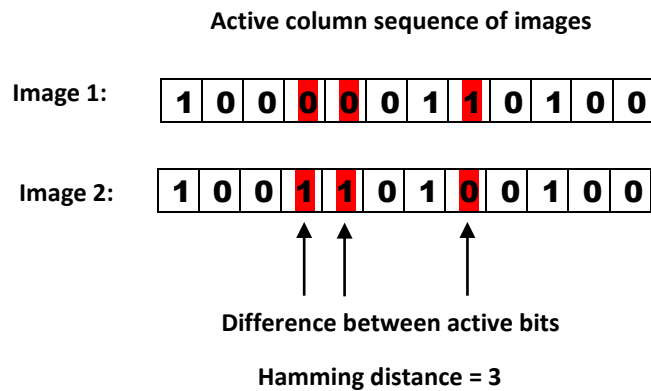 Active column sequence of images
Image 1: 1 0 0 0 0 0 1 1 0 1 0 0
Image 2: 1 0 0 1 1 0 1 0 0 1 0 0
Difference between active bits
Hamming distance = 3